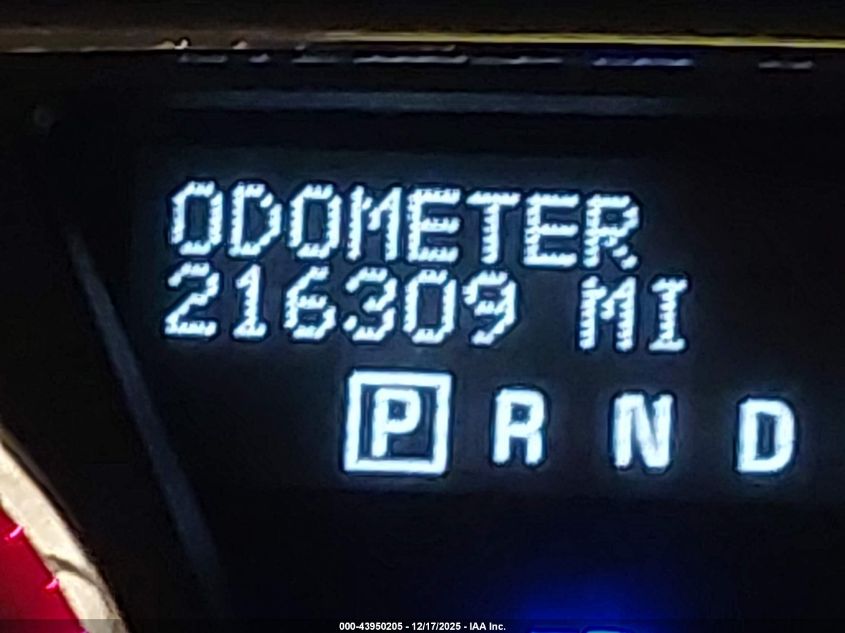 ODOMETER
216309 MI
P R N D
000-43950205 - 12/17/2025 - IAA Inc.